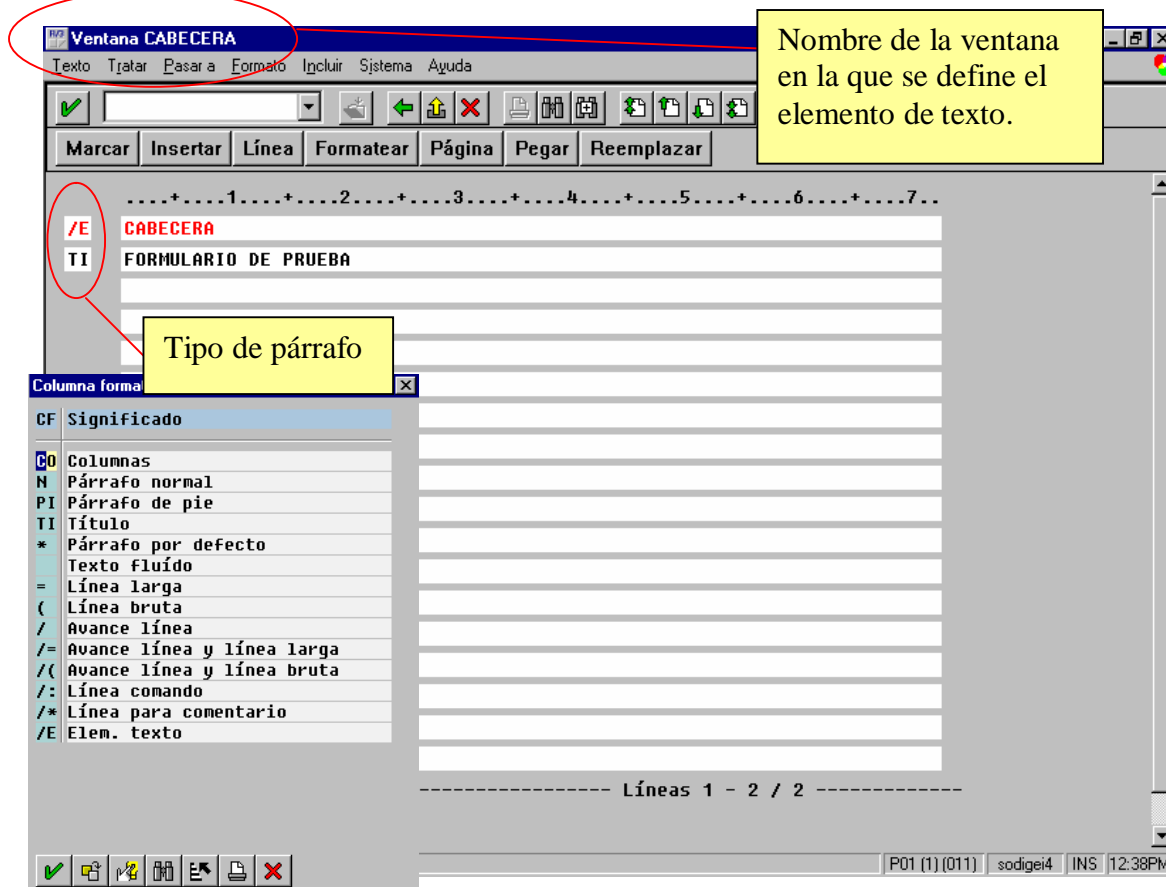 Ventana CABECERA
Texto Tratar Pasar a Formato Incluir Sistema Ayuda
Nombre de la ventana
en la que se define el
elemento de texto.
Marcar Insertar Línea Formatear Página Pegar Reemplazar
....+....1....+....2....+....3....+....4....+....5....+....6....+....7..
/E CABECERA
TI FORMULARIO DE PRUEBA
Tipo de párrafo
Columna forma
CF Significado
CO Columnas
N Párrafo normal
PI Párrafo de pie
TI Título
* Párrafo por defecto
Texto fluído
= Línea larga
( Línea bruta
/ Avance línea
/= Avance línea y línea larga
/( Avance línea y línea bruta
/: Línea comando
/* Línea para comentario
/E Elem. texto
----------------- Líneas 1 - 2 / 2 -------------
P01 (1) (011) sodigei4 INS 12:38PM